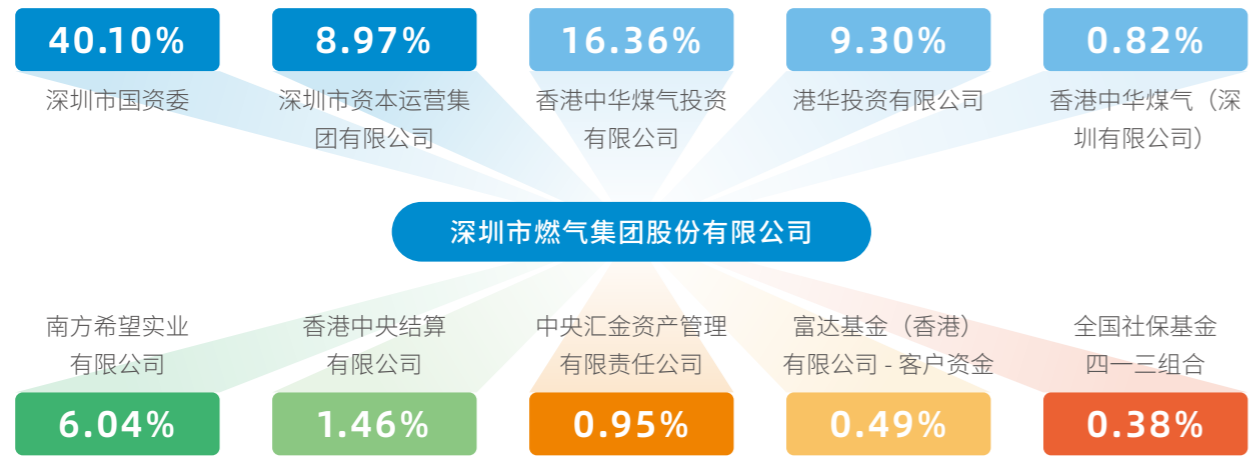 40.10%
8.97%
16.36%
9.30%
0.82%
深圳市国资委
深圳市资本运营集
团有限公司
香港中华煤气投资
有限公司
港华投资有限公司
香港中华煤气（深
圳有限公司）
深圳市燃气集团股份有限公司
南方希望实业
有限公司
香港中央结算
有限公司
中央汇金资产管理
有限责任公司
富达基金（香港）
有限公司 - 客户资金
全国社保基金
四一三组合
6.04%
1.46%
0.95%
0.49%
0.38%